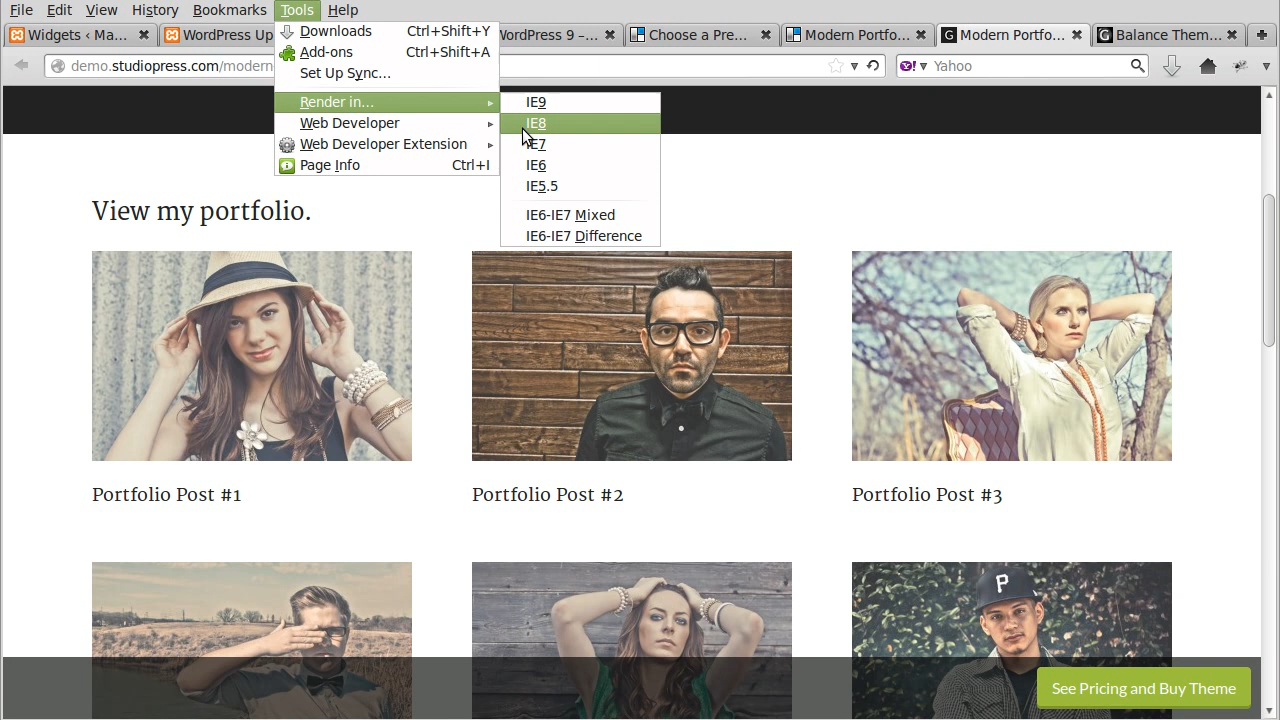 File Edit View History Bookmarks Tools Help
Widgets ‹ Ma... WordPress Up WordPress 9 –... Choose a Pre... Modern Portfo... Modern Portfo... Balance Them...
demo.studiopress.com/modern Yahoo
Downloads Ctrl+Shift+Y
Add-ons Ctrl+Shift+A
Set Up Sync...
Render in...
Web Developer
Web Developer Extension
Page Info Ctrl+I
IE9
IE8
IE7
IE6
IE5.5
IE6-IE7 Mixed
IE6-IE7 Difference
View my portfolio.
Portfolio Post #1
Portfolio Post #2
Portfolio Post #3
P
See Pricing and Buy Theme